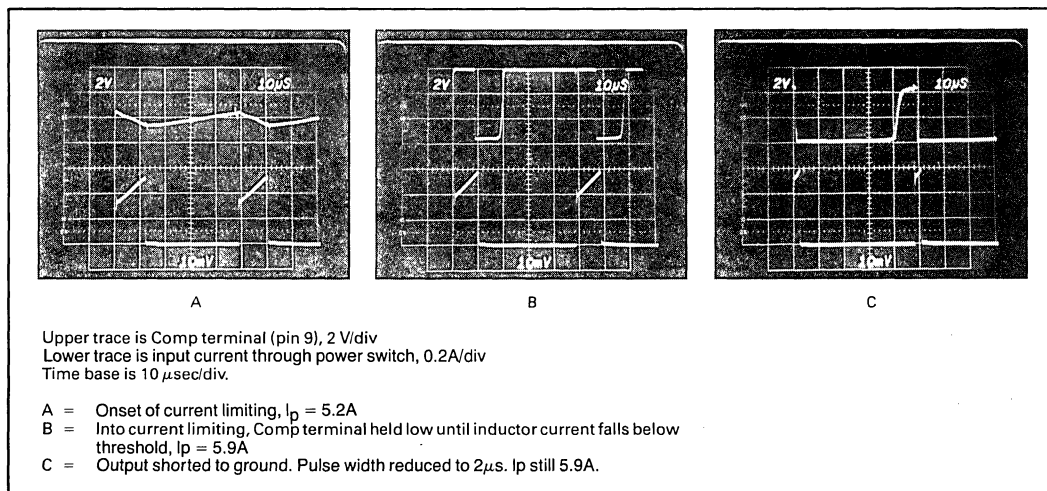 2V 10µS
10mV
A
2V 10µS
10mV
B
2V 10µS
10mV
C
Upper trace is Comp terminal (pin 9), 2 V/div
Lower trace is input current through power switch, 0.2A/div
Time base is 10 µsec/div.
A = Onset of current limiting, Ip = 5.2A
B = Into current limiting, Comp terminal held low until inductor current falls below
threshold, Ip = 5.9A
C = Output shorted to ground. Pulse width reduced to 2µs. Ip still 5.9A.